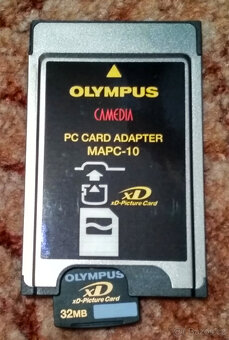 OLYMPUS
CAMEDIA
PC CARD ADAPTER
MAPC-10
xD
xD-Picture Card
OLYMPUS
xD
xD-Picture Card
32MB